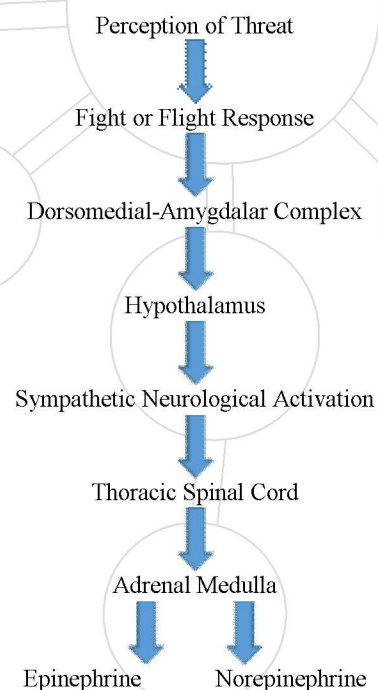 Perception of Threat
Fight or Flight Response
Dorsomedial-Amygdalar Complex
Hypothalamus
Sympathetic Neurological Activation
Thoracic Spinal Cord
Adrenal Medulla
Epinephrine Norepinephrine